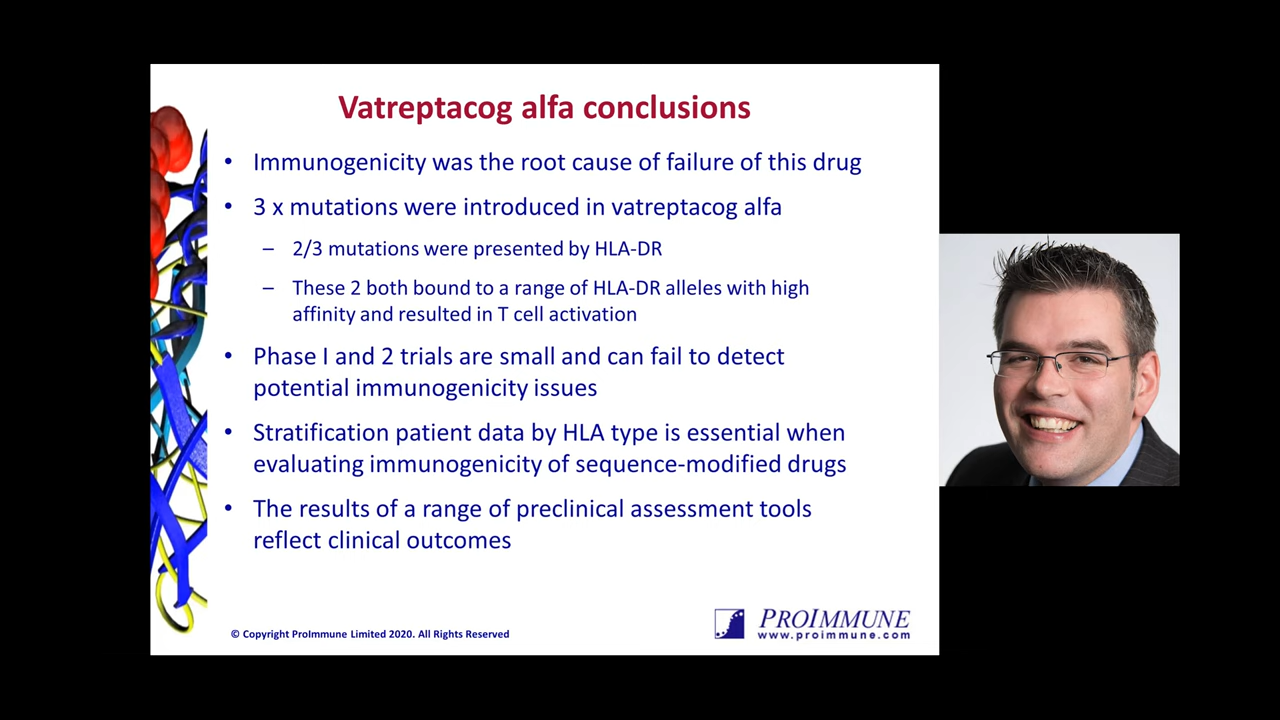 Vatreptacog alfa conclusions
• Immunogenicity was the root cause of failure of this drug
• 3 x mutations were introduced in vatreptacog alfa
– 2/3 mutations were presented by HLA-DR
– These 2 both bound to a range of HLA-DR alleles with high
affinity and resulted in T cell activation
• Phase I and 2 trials are small and can fail to detect
potential immunogenicity issues
• Stratification patient data by HLA type is essential when
evaluating immunogenicity of sequence-modified drugs
• The results of a range of preclinical assessment tools
reflect clinical outcomes
© Copyright ProImmune Limited 2020. All Rights Reserved
PROIMMUNE
www.proimmune.com